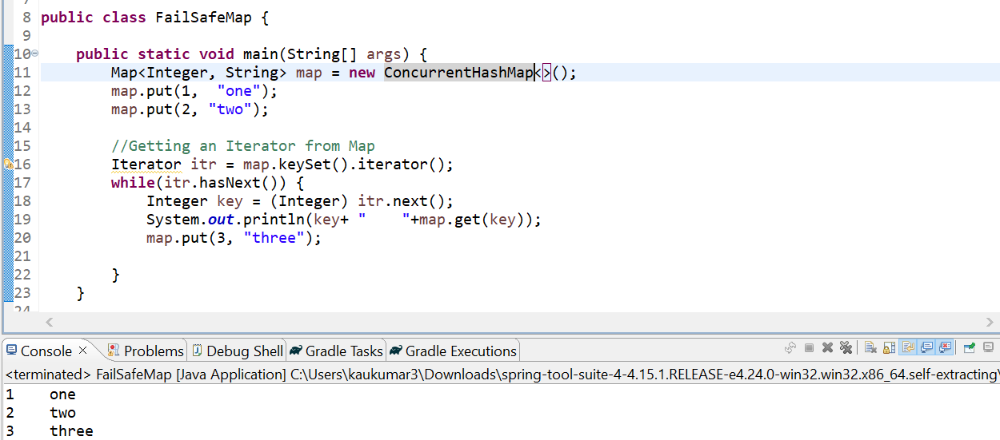 8 public class FailSafeMap {
9
10 public static void main(String[] args) {
11 Map<Integer, String> map = new ConcurrentHashMap<>();
12 map.put(1,  "one");
13 map.put(2, "two");
14
15 //Getting an Iterator from Map
16 Iterator itr = map.keySet().iterator();
17 while(itr.hasNext()) {
18 Integer key = (Integer) itr.next();
19 System.out.println(key+ "    "+map.get(key));
20 map.put(3, "three");
21
22 }
23 }
24
Console Problems Debug Shell Gradle Tasks Gradle Executions
<terminated> FailSafeMap [Java Application] C:\Users\kaukumar3\Downloads\spring-tool-suite-4-4.15.1.RELEASE-e4.24.0-win32.win32.x86_64.self-extracting\
1    one
2    two
3    three